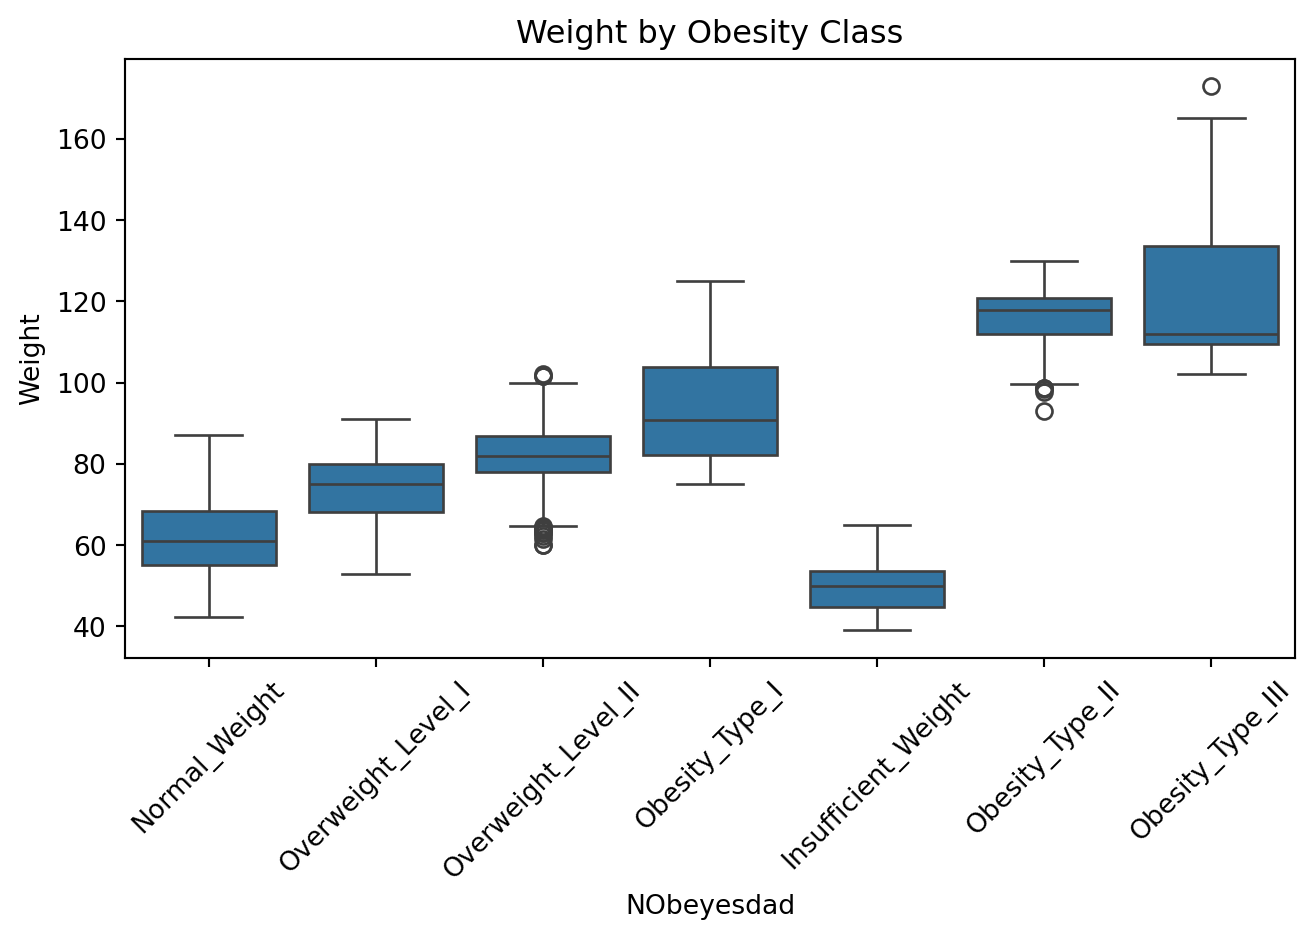 Weight by Obesity Class
Weight
160
140
120
100
80
60
40
Normal_Weight
Overweight_Level_I
Overweight_Level_II
Obesity_Type_I
Insufficient_Weight
Obesity_Type_II
Obesity_Type_III
NObeyesdad